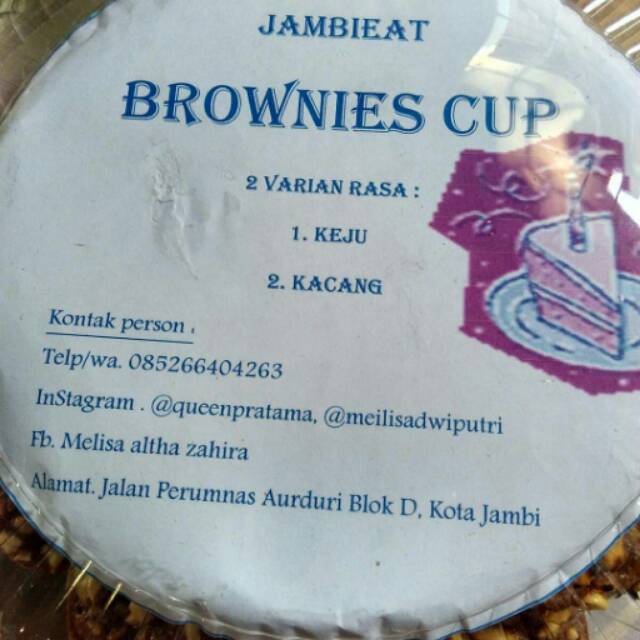 JAMBIEAT
BROWNIES CUP
2 VARIAN RASA :
1. KEJU
2. KACANG
Kontak person .
Telp/wa. 085266404263
InStagram . @queenpratama, @meilisadwiputri
Fb. Melisa altha zahira
Alamat. Jalan Perumnas Aurduri Blok D, Kota Jambi